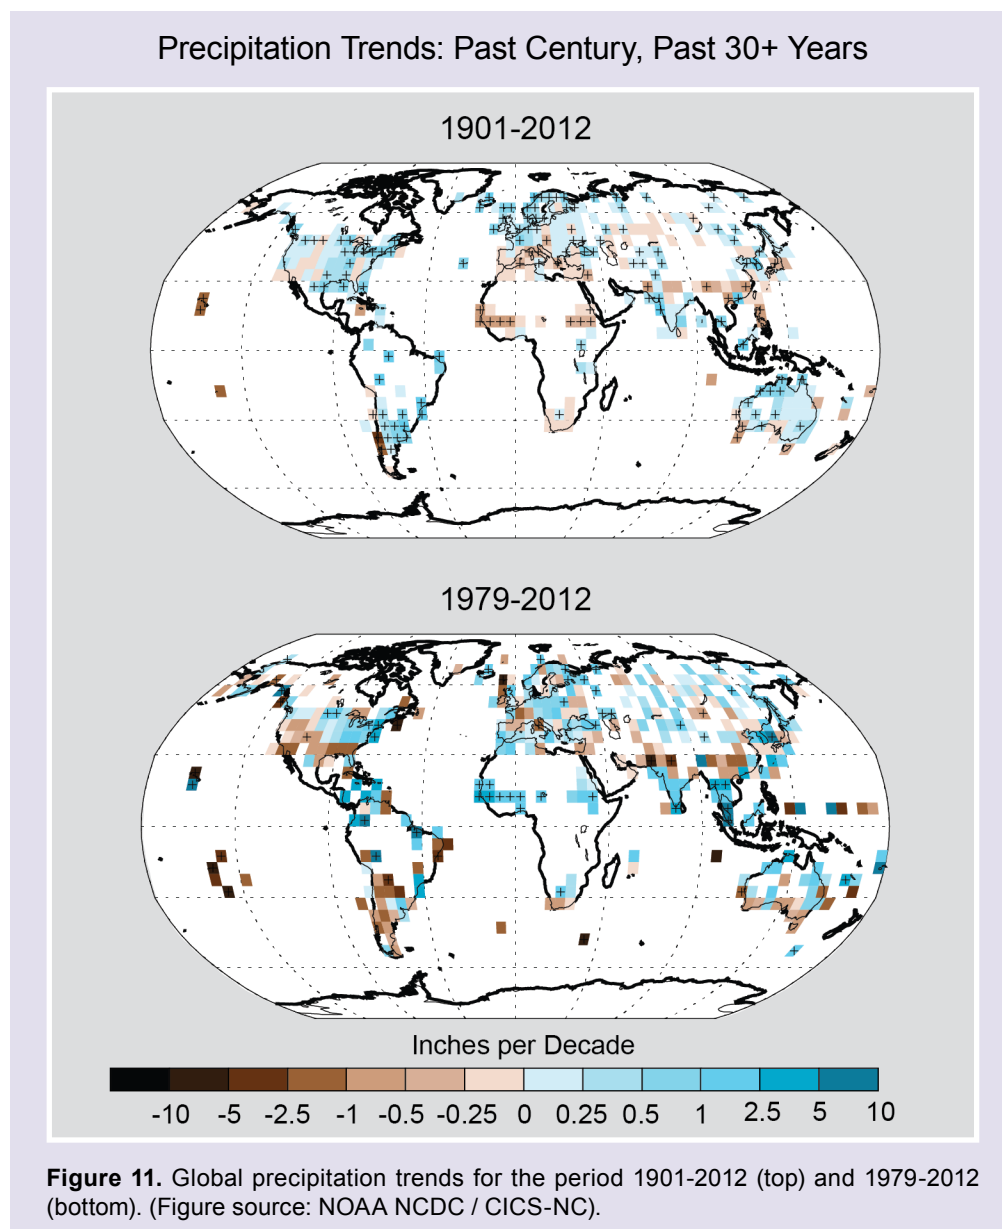 Precipitation Trends: Past Century, Past 30+ Years
1901-2012
1979-2012
Inches per Decade
-10 -5 -2.5 -1 -0.5 -0.25 0 0.25 0.5 1 2.5 5 10
Figure 11. Global precipitation trends for the period 1901-2012 (top) and 1979-2012
(bottom). (Figure source: NOAA NCDC / CICS-NC).